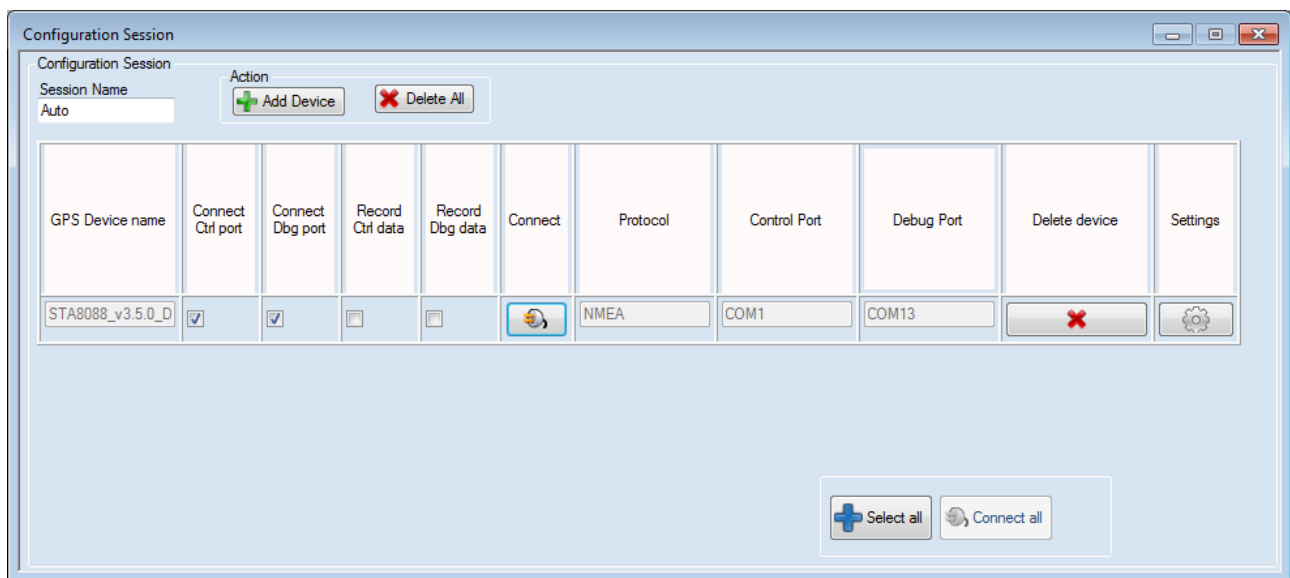 Configuration Session
Configuration Session
Session Name
Action
Auto
Add Device
Delete All
GPS Device name
Connect
Ctrl port
Connect
Dbg port
Record
Ctrl data
Record
Dbg data
Connect
Protocol
Control Port
Debug Port
Delete device
Settings
STA8088_v3.5.0_D
NMEA
COM1
COM13
Select all
Connect all